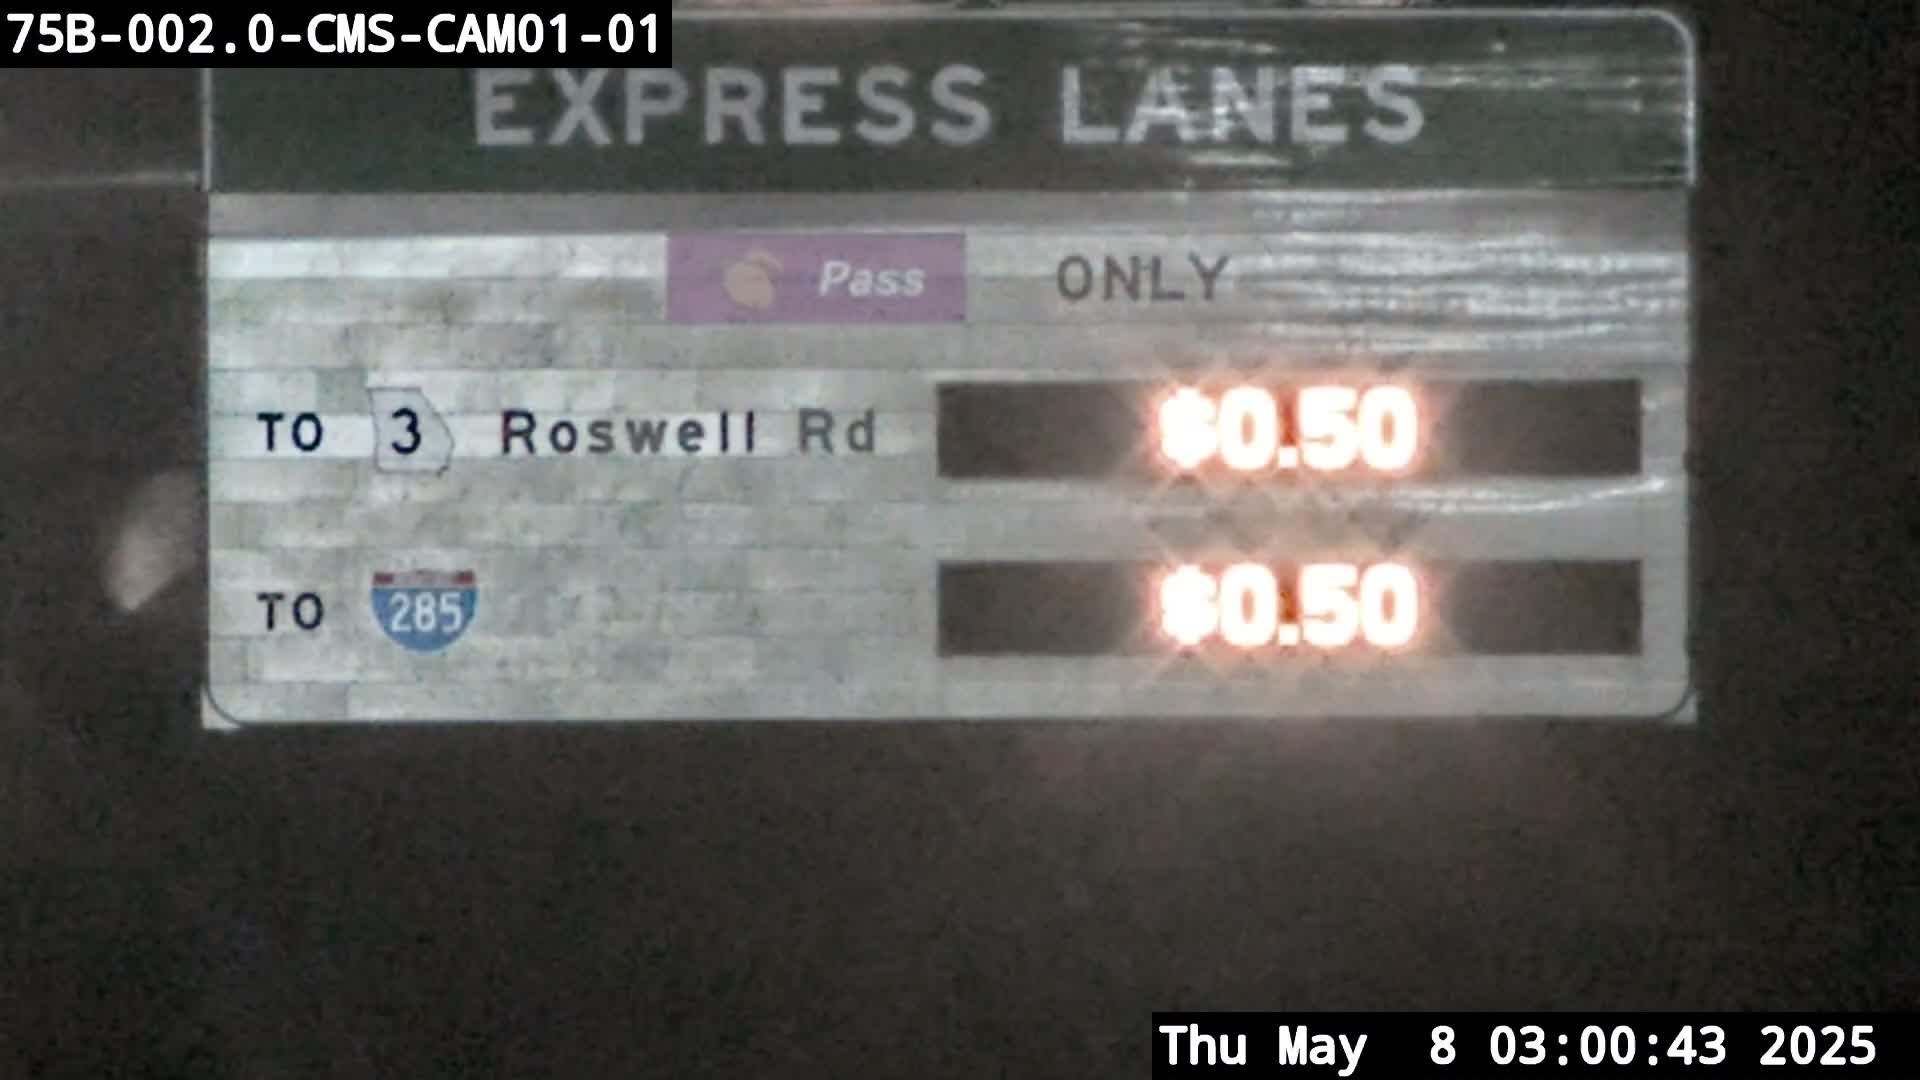 75B-002.0-CMS-CAM01-01
EXPRESS LANES
Pass ONLY
TO 3 Roswell Rd $0.50
TO 285 $0.50
Thu May 8 03:00:43 2025